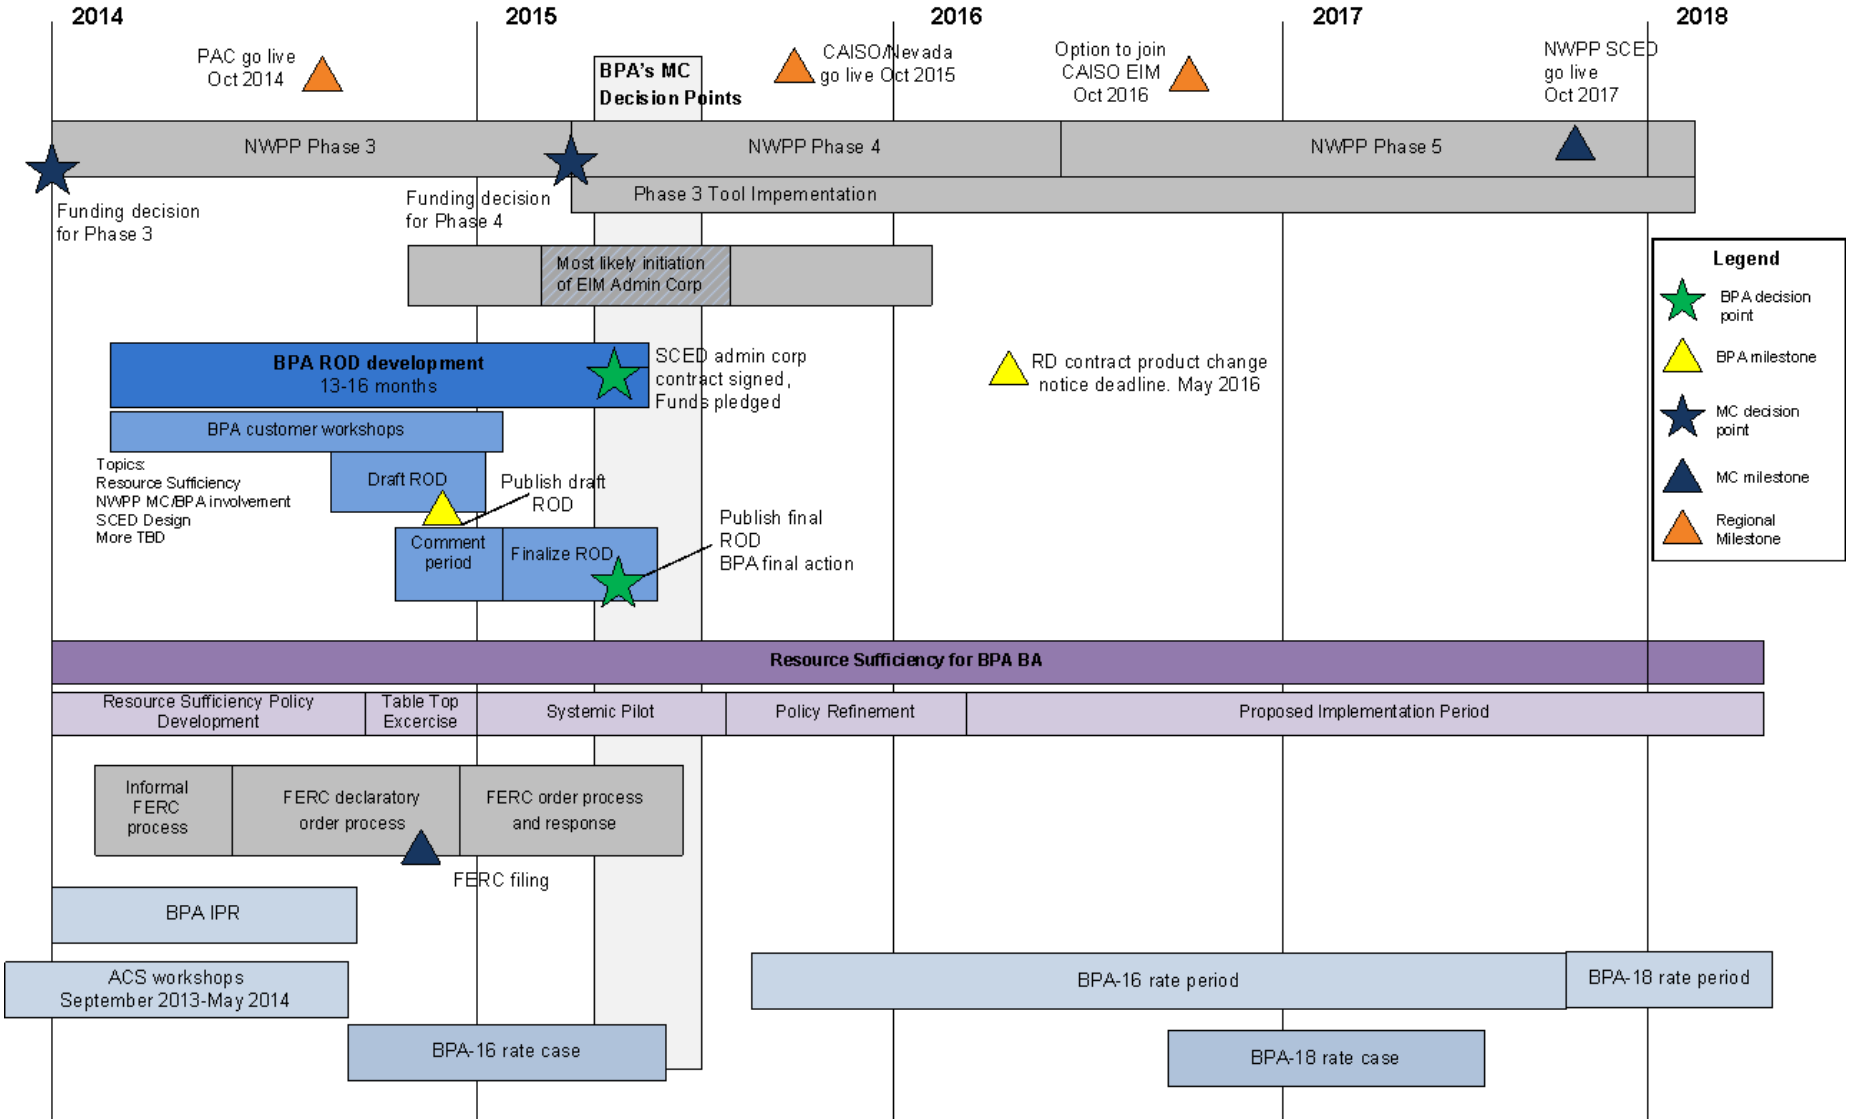 2014
2015
2016
2017
2018
PAC go live
Oct 2014
BPA's MC
Decision Points
CAISO/Nevada
go live Oct 2015
Option to join
CAISO EIM
Oct 2016
NWPP SCED
go live
Oct 2017
NWPP Phase 3
NWPP Phase 4
NWPP Phase 5
Phase 3 Tool Impementation
Funding decision
for Phase 3
Funding decision
for Phase 4
Most likely initiation
of EIM Admin Corp
Legend
BPA decision
point
BPA milestone
MC decision
point
MC milestone
Regional
Milestone
BPA ROD development
13-16 months
SCED admin corp
contract signed,
Funds pledged
RD contract product change
notice deadline. May 2016
BPA customer workshops
Topics:
Resource Sufficiency
NWPP MC/BPA involvement
SCED Design
More TBD
Draft ROD
Publish draft
ROD
Comment
period
Finalize ROD
Publish final
ROD
BPA final action
Resource Sufficiency for BPA BA
Resource Sufficiency Policy
Development
Table Top
Excercise
Systemic Pilot
Policy Refinement
Proposed Implementation Period
Informal
FERC
process
FERC declaratory
order process
FERC order process
and response
FERC filing
BPA IPR
ACS workshops
September 2013-May 2014
BPA-16 rate period
BPA-18 rate period
BPA-16 rate case
BPA-18 rate case